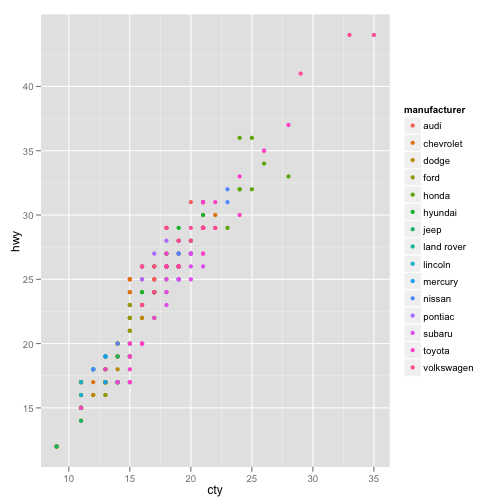 hwy
40
35
30
25
20
15
10 15 20 25 30 35
cty
manufacturer
audi
chevrolet
dodge
ford
honda
hyundai
jeep
land rover
lincoln
mercury
nissan
pontiac
subaru
toyota
volkswagen